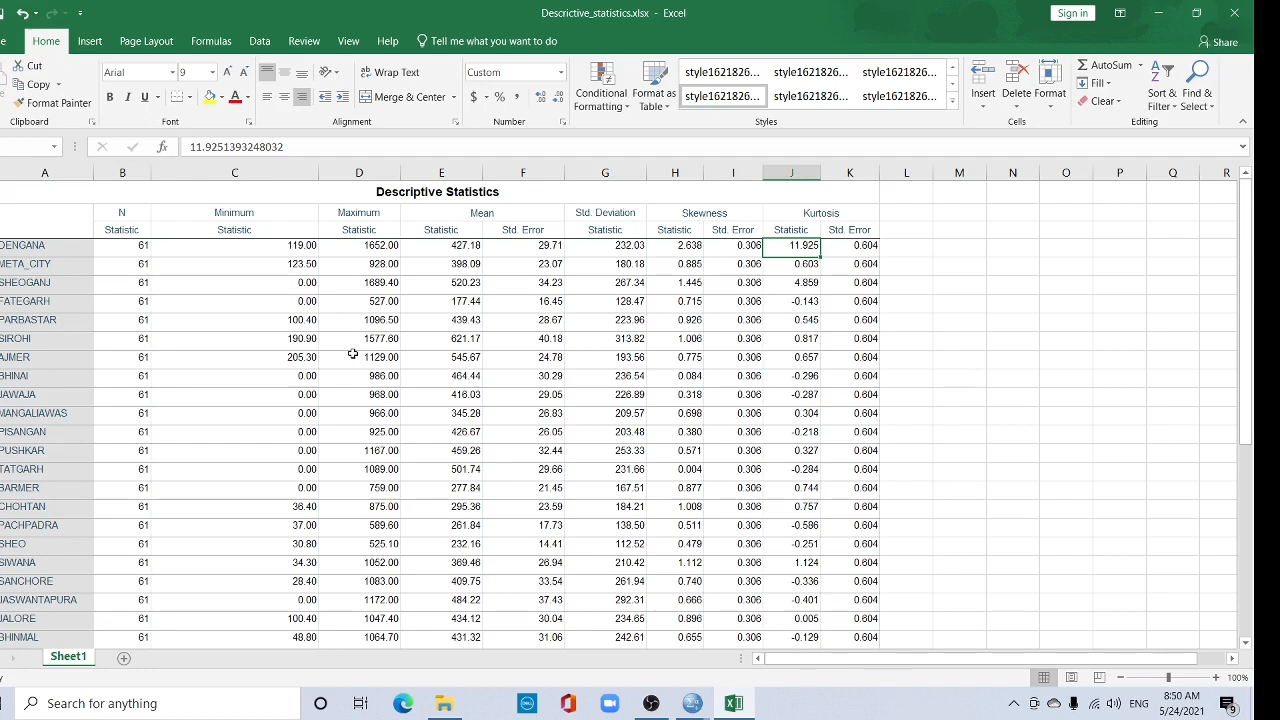 Descriptive_statistics.xlsx - Excel
Sign in
Home Insert Page Layout Formulas Data Review View Help Tell me what you want to do Share
Cut
Copy
Format Painter
Clipboard
Arial 9
B I U
Font
Wrap Text
Merge & Center
Alignment
Custom
$ % ,
Number
Conditional Formatting
Format as Table
style1621826... style1621826... style1621826...
style1621826... style1621826... style1621826...
Styles
Insert Delete Format
Cells
AutoSum
Fill
Clear
Sort & Filter
Find & Select
Editing
fx 11.9251393248032
A B C D E F G H I J K L M N O P Q R
Descriptive Statistics
N Minimum Maximum Mean Std. Deviation Skewness Kurtosis
Statistic Statistic Statistic Statistic Std. Error Statistic Statistic Std. Error Statistic Std. Error
DENGANA 61 119.00 1652.00 427.18 29.71 232.03 2.638 0.306 11.925 0.604
META_CITY 61 123.50 928.00 398.09 23.07 180.18 0.885 0.306 0.603 0.604
SHEOGANJ 61 0.00 1689.40 520.23 34.23 267.34 1.445 0.306 4.859 0.604
FATEGARH 61 0.00 527.00 177.44 16.45 128.47 0.715 0.306 -0.143 0.604
PARBASTAR 61 100.40 1096.50 439.43 28.67 223.96 0.926 0.306 0.545 0.604
SIROHI 61 190.90 1577.60 621.17 40.18 313.82 1.006 0.306 0.817 0.604
AJMER 61 205.30 1129.00 545.67 24.78 193.56 0.775 0.306 0.657 0.604
BHINAI 61 0.00 986.00 464.44 30.29 236.54 0.084 0.306 -0.296 0.604
JAWAJA 61 0.00 968.00 416.03 29.05 226.89 0.318 0.306 -0.287 0.604
MANGALIAWAS 61 0.00 966.00 345.28 26.83 209.57 0.698 0.306 0.304 0.604
PISANGAN 61 0.00 925.00 426.67 26.05 203.48 0.380 0.306 -0.218 0.604
PUSHKAR 61 0.00 1167.00 459.26 32.44 253.33 0.571 0.306 0.327 0.604
TATGARH 61 0.00 1089.00 501.74 29.66 231.66 0.004 0.306 -0.284 0.604
BARMER 61 0.00 759.00 277.84 21.45 167.51 0.877 0.306 0.744 0.604
CHOHTAN 61 36.40 875.00 295.36 23.59 184.21 1.008 0.306 0.757 0.604
PACHPADRA 61 37.00 589.60 261.84 17.73 138.50 0.511 0.306 -0.586 0.604
SHEO 61 30.80 525.10 232.16 14.41 112.52 0.479 0.306 -0.251 0.604
SIWANA 61 34.30 1052.00 369.46 26.94 210.42 1.112 0.306 1.124 0.604
SANCHORE 61 28.40 1083.00 409.75 33.54 261.94 0.740 0.306 -0.336 0.604
JASWANTAPURA 61 0.00 1172.00 484.22 37.43 292.31 0.666 0.306 -0.401 0.604
JALORE 61 100.40 1047.40 434.12 30.04 234.65 0.896 0.306 0.005 0.604
BHINMAL 61 48.80 1064.70 431.32 31.06 242.61 0.655 0.306 -0.129 0.604
Sheet1
100%
Search for anything
ENG
8:50 AM
5/24/2021